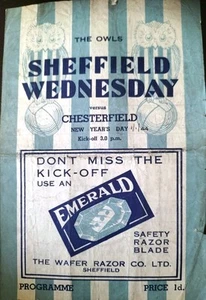 THE OWLS
SHEFFIELD
WEDNESDAY
versus
CHESTERFIELD
NEW YEAR'S DAY 1/1/44
Kick-off 3.0 p.m.
DON'T MISS THE
KICK-OFF
USE AN
EMERALD
SAFETY
RAZOR
BLADE
THE WAFER RAZOR CO. LTD.
SHEFFIELD
PROGRAMME PRICE 1d.